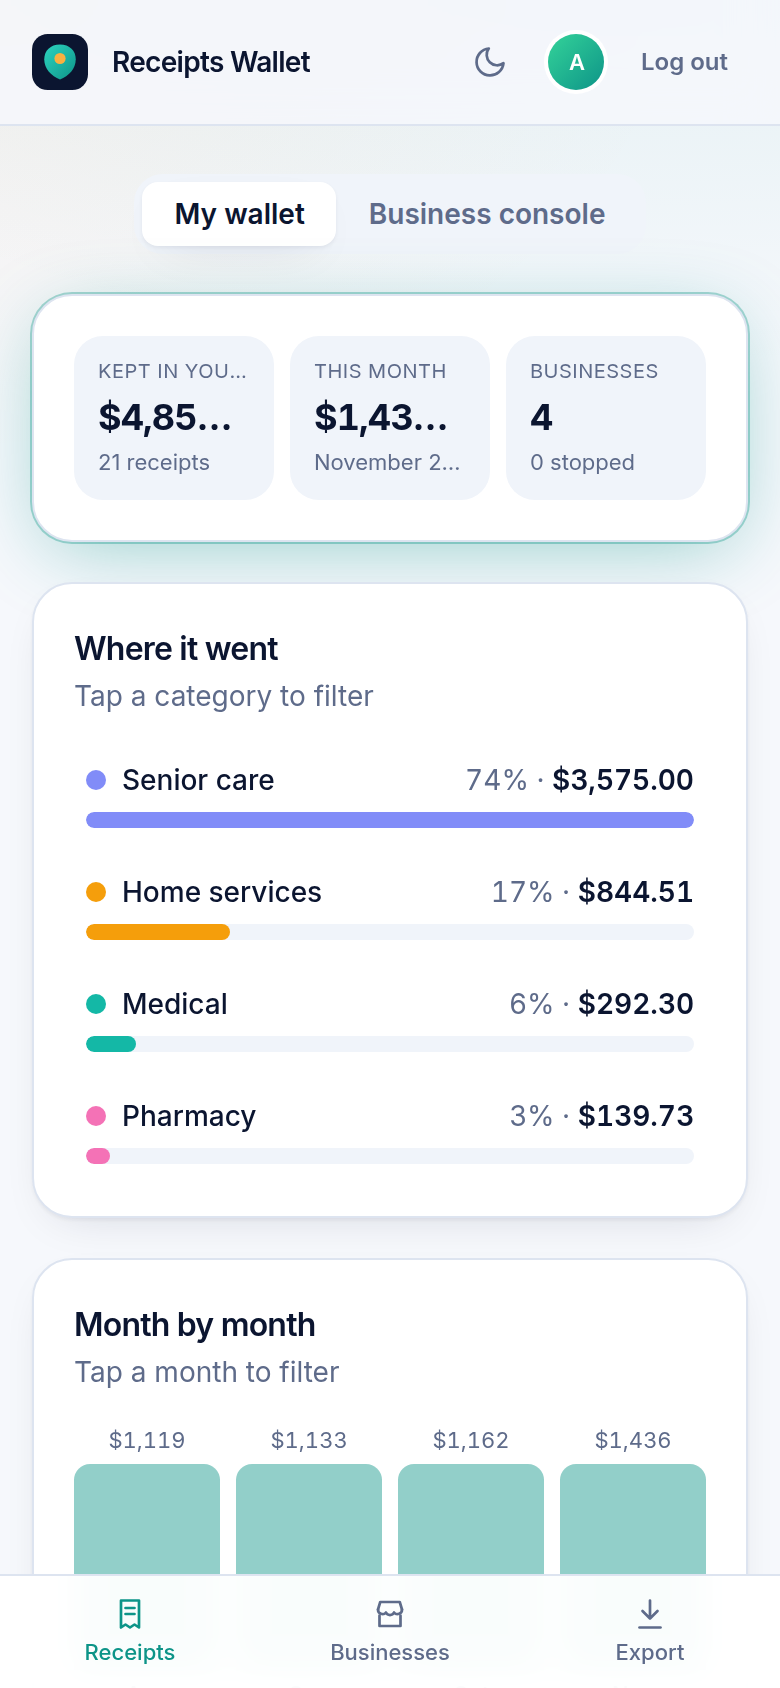 Receipts Wallet
A
Log out
My wallet
Business console
KEPT IN YOU...
THIS MONTH
BUSINESSES
$4,85...
$1,43...
4
21 receipts
November 2...
0 stopped
Where it went
Tap a category to filter
Senior care
74% · $3,575.00
Home services
17% · $844.51
Medical
6% · $292.30
Pharmacy
3% · $139.73
Month by month
Tap a month to filter
$1,119
$1,133
$1,162
$1,436
Receipts
Businesses
Export